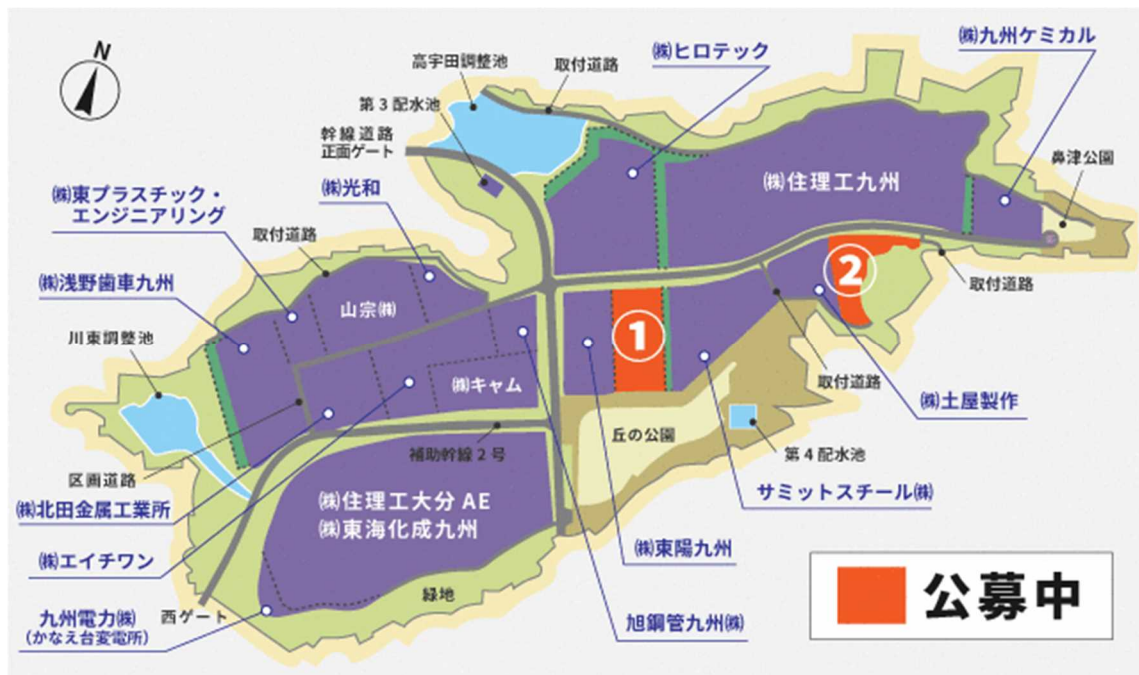 N
高宇田調整池
取付道路
㈱ヒロテック
㈱九州ケミカル
第3配水池
幹線道路
正面ゲート
㈱東プラスチック・
エンジニアリング
㈱光和
㈱住理工九州
鼻津公園
取付道路
㈱浅野歯車九州
山宗㈱
②
取付道路
川東調整池
①
㈱キャム
取付道路
㈱土屋製作
丘の公園
第4配水池
補助幹線2号
区画道路
㈱北田金属工業所
㈱住理工大分AE
㈱東海化成九州
サミットスチール㈱
㈱エイチワン
㈱東陽九州
緑地
九州電力㈱
(かなえ台変電所)
西ゲート
旭鋼管九州㈱
公募中